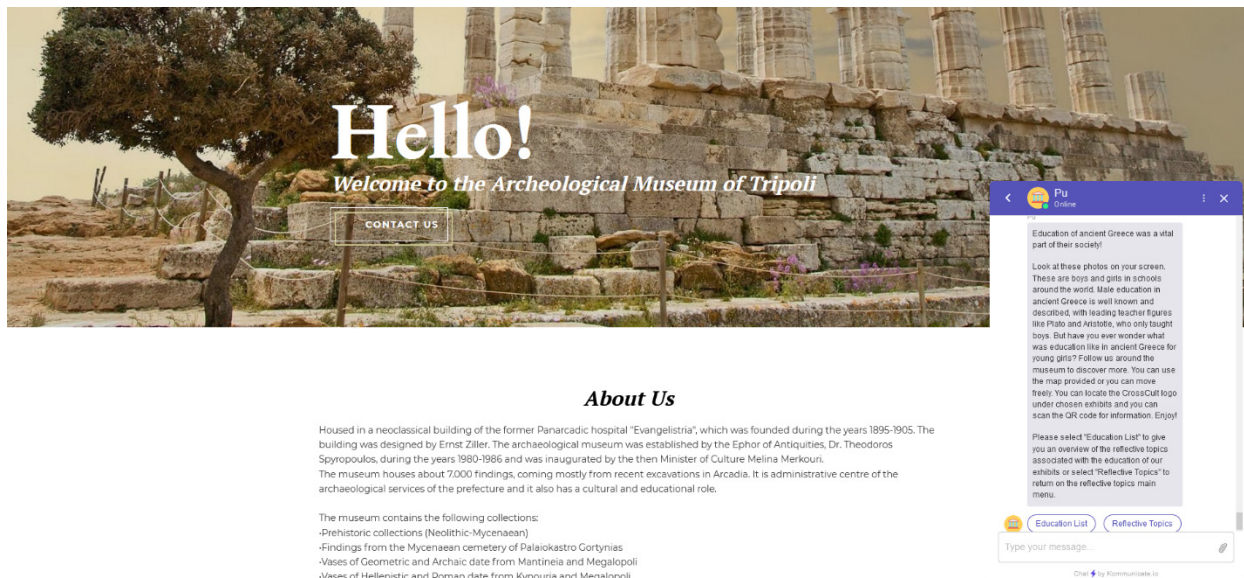 Hello!
Welcome to the Archeological Museum of Tripoli
CONTACT US
About Us
Housed in a neoclassical building of the former Panarcadic hospital "Evangelistria", which was founded during the years 1895-1905. The
building was designed by Ernst Ziller. The archaeological museum was established by the Ephor of Antiquities, Dr. Theodoros
Spyropoulos, during the years 1980-1986 and was inaugurated by the then Minister of Culture Melina Merkouri.
The museum houses about 7.000 findings, coming mostly from recent excavations in Arcadia. It is administrative centre of the
archaeological services of the prefecture and it also has a cultural and educational role.
The museum contains the following collections:
•Prehistoric collections (Neolithic-Mycenaean)
•Findings from the Mycenaean cemetery of Palaiokastro Gortynias
•Vases of Geometric and Archaic date from Mantineia and Megalopoli
•Vases of Hellenistic and Roman date from Kynouria and Megalopoli
Pu
Online
Pu
Education of ancient Greece was a vital
part of their society!
Look at these photos on your screen.
These are boys and girls in schools
around the world. Male education in
ancient Greece is well known and
described, with leading teacher figures
like Plato and Aristotle, who only taught
boys. But have you ever wonder what
was education like in ancient Greece for
young girls? Follow us around the
museum to discover more. You can use
the map provided or you can move
freely. You can locate the CrossCult logo
under chosen exhibits and you can
scan the QR code for information. Enjoy!
Please select "Education List" to give
you an overview of the reflective topics
associated with the education of our
exhibits or select "Reflective Topics" to
return on the reflective topics main
menu.
Education List
Reflective Topics
Type your message...
Chat by Kommunicate.io